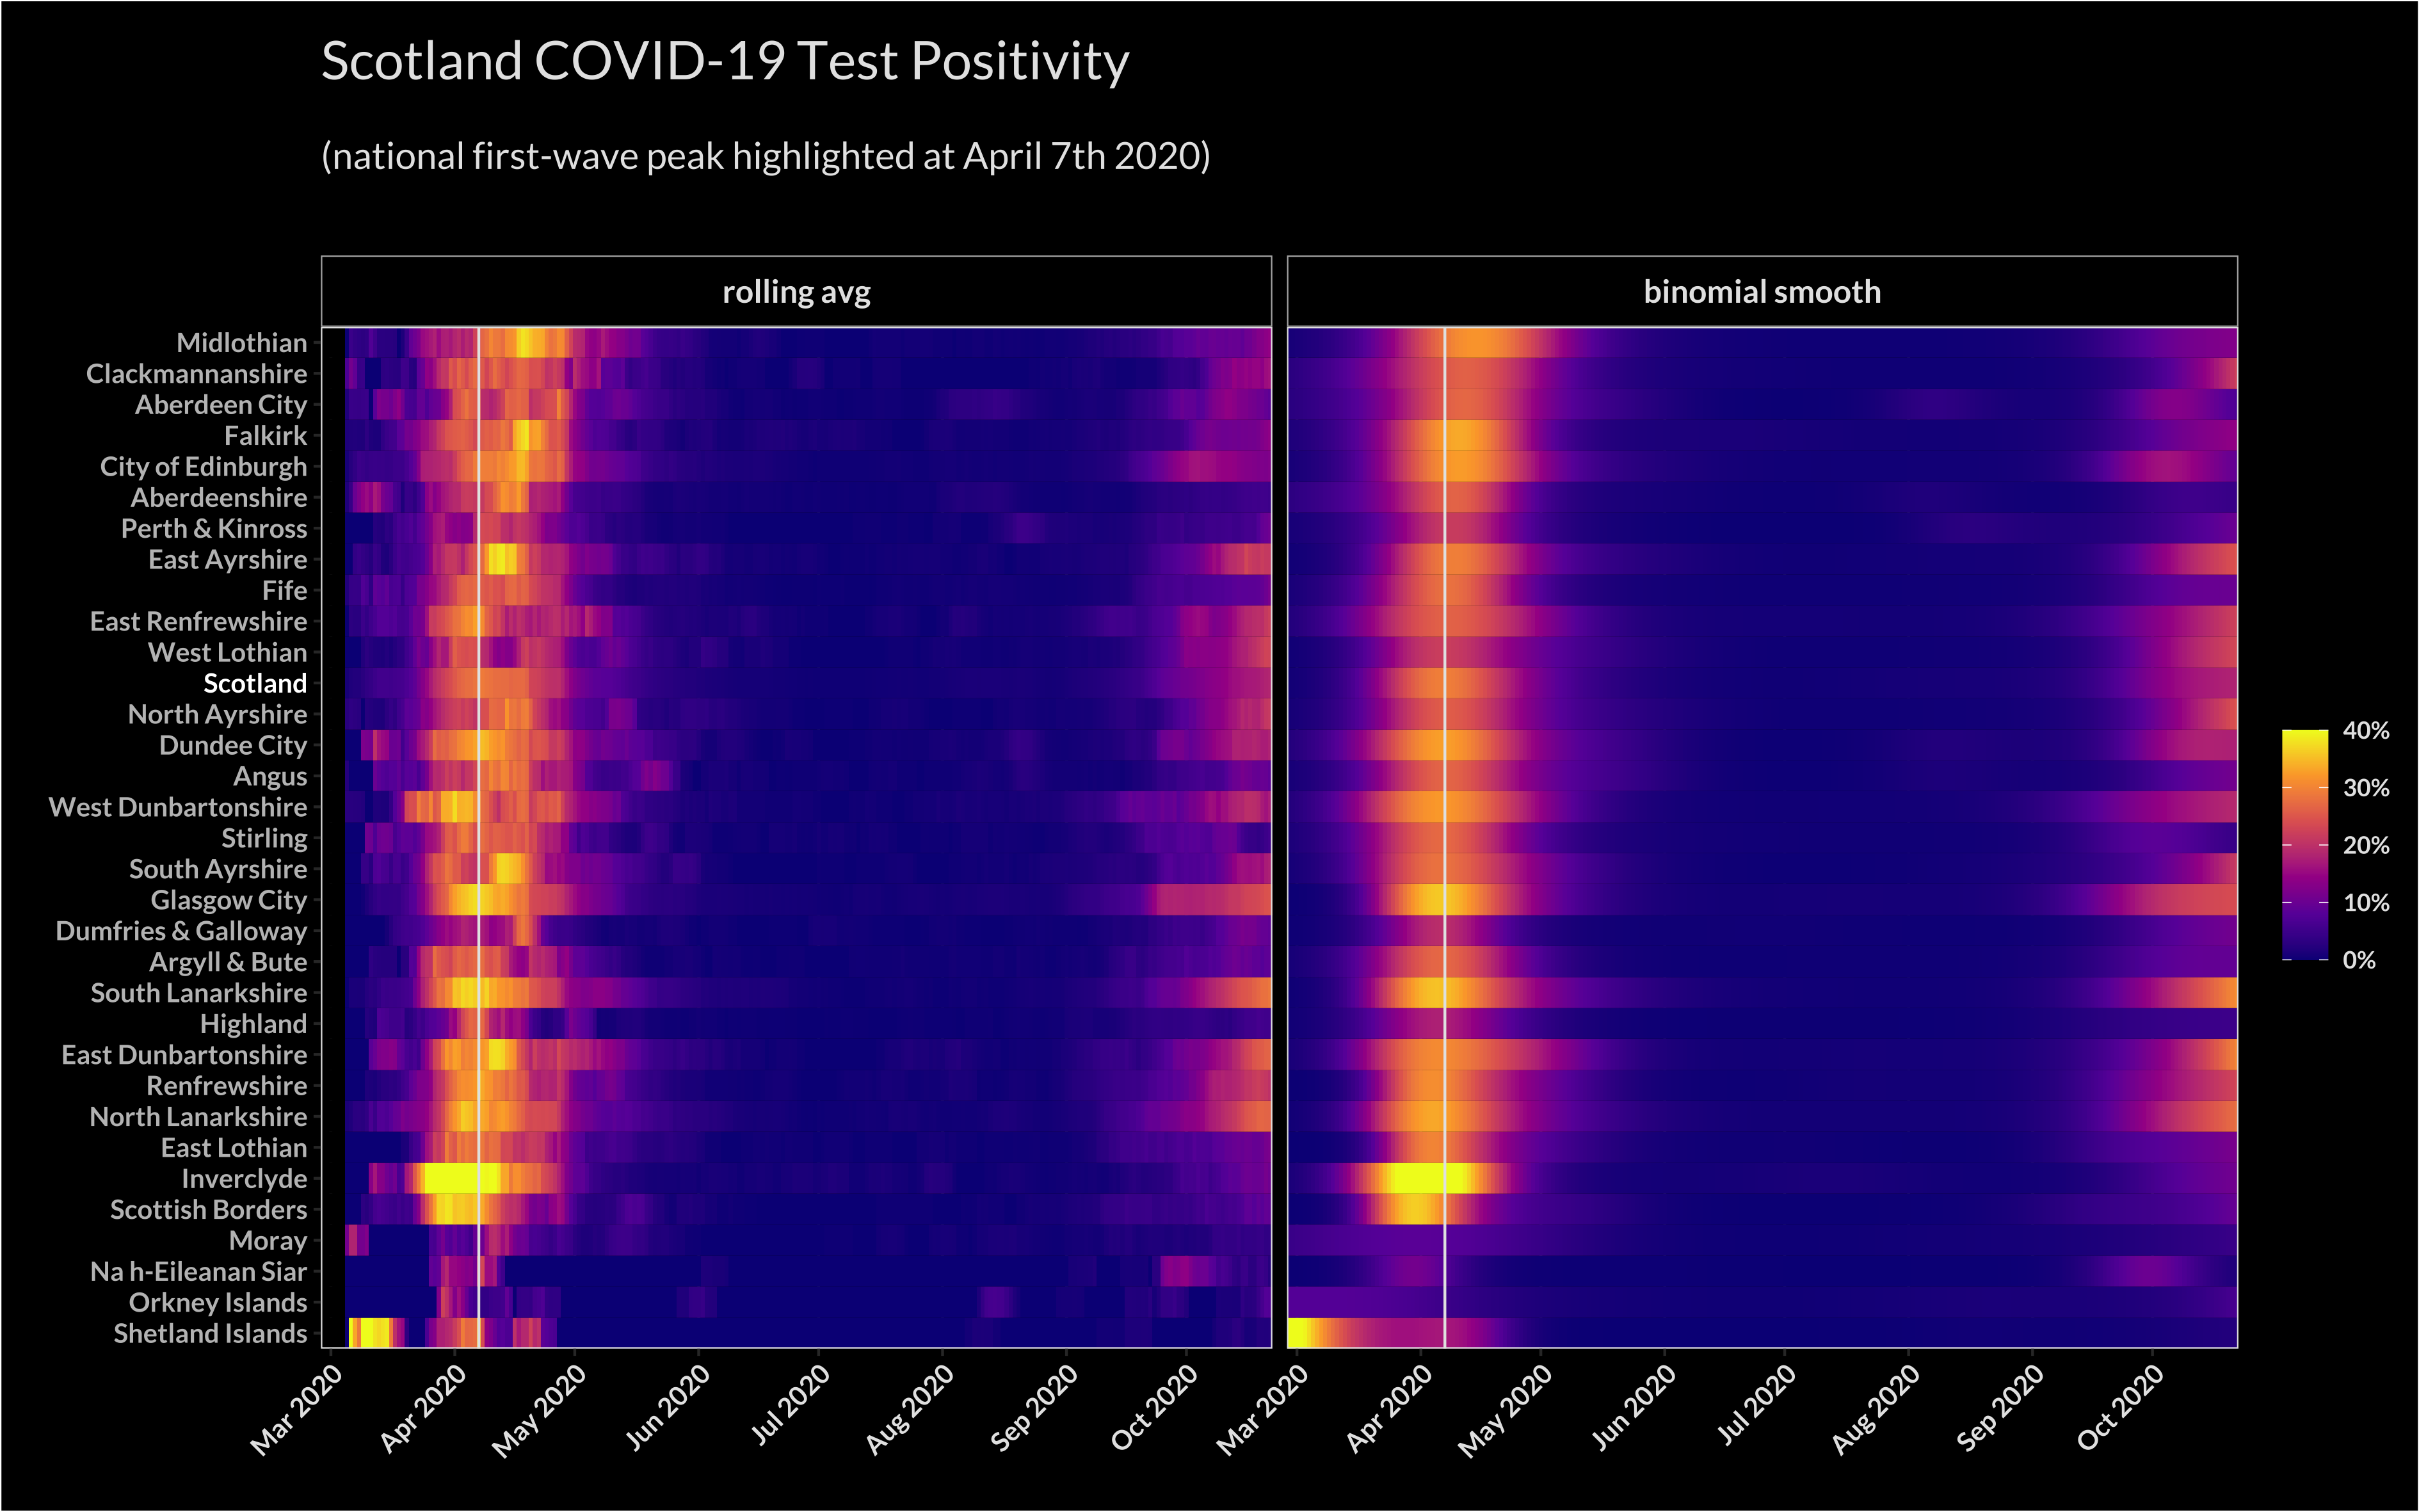 Scotland COVID-19 Test Positivity
(national first-wave peak highlighted at April 7th 2020)
rolling avg
binomial smooth
Midlothian
Clackmannanshire
Aberdeen City
Falkirk
City of Edinburgh
Aberdeenshire
Perth & Kinross
East Ayrshire
Fife
East Renfrewshire
West Lothian
Scotland
North Ayrshire
Dundee City
Angus
West Dunbartonshire
Stirling
South Ayrshire
Glasgow City
Dumfries & Galloway
Argyll & Bute
South Lanarkshire
Highland
East Dunbartonshire
Renfrewshire
North Lanarkshire
East Lothian
Inverclyde
Scottish Borders
Moray
Na h-Eileanan Siar
Orkney Islands
Shetland Islands
Mar 2020
Apr 2020
May 2020
Jun 2020
Jul 2020
Aug 2020
Sep 2020
Oct 2020
Mar 2020
Apr 2020
May 2020
Jun 2020
Jul 2020
Aug 2020
Sep 2020
Oct 2020
40%
30%
20%
10%
0%